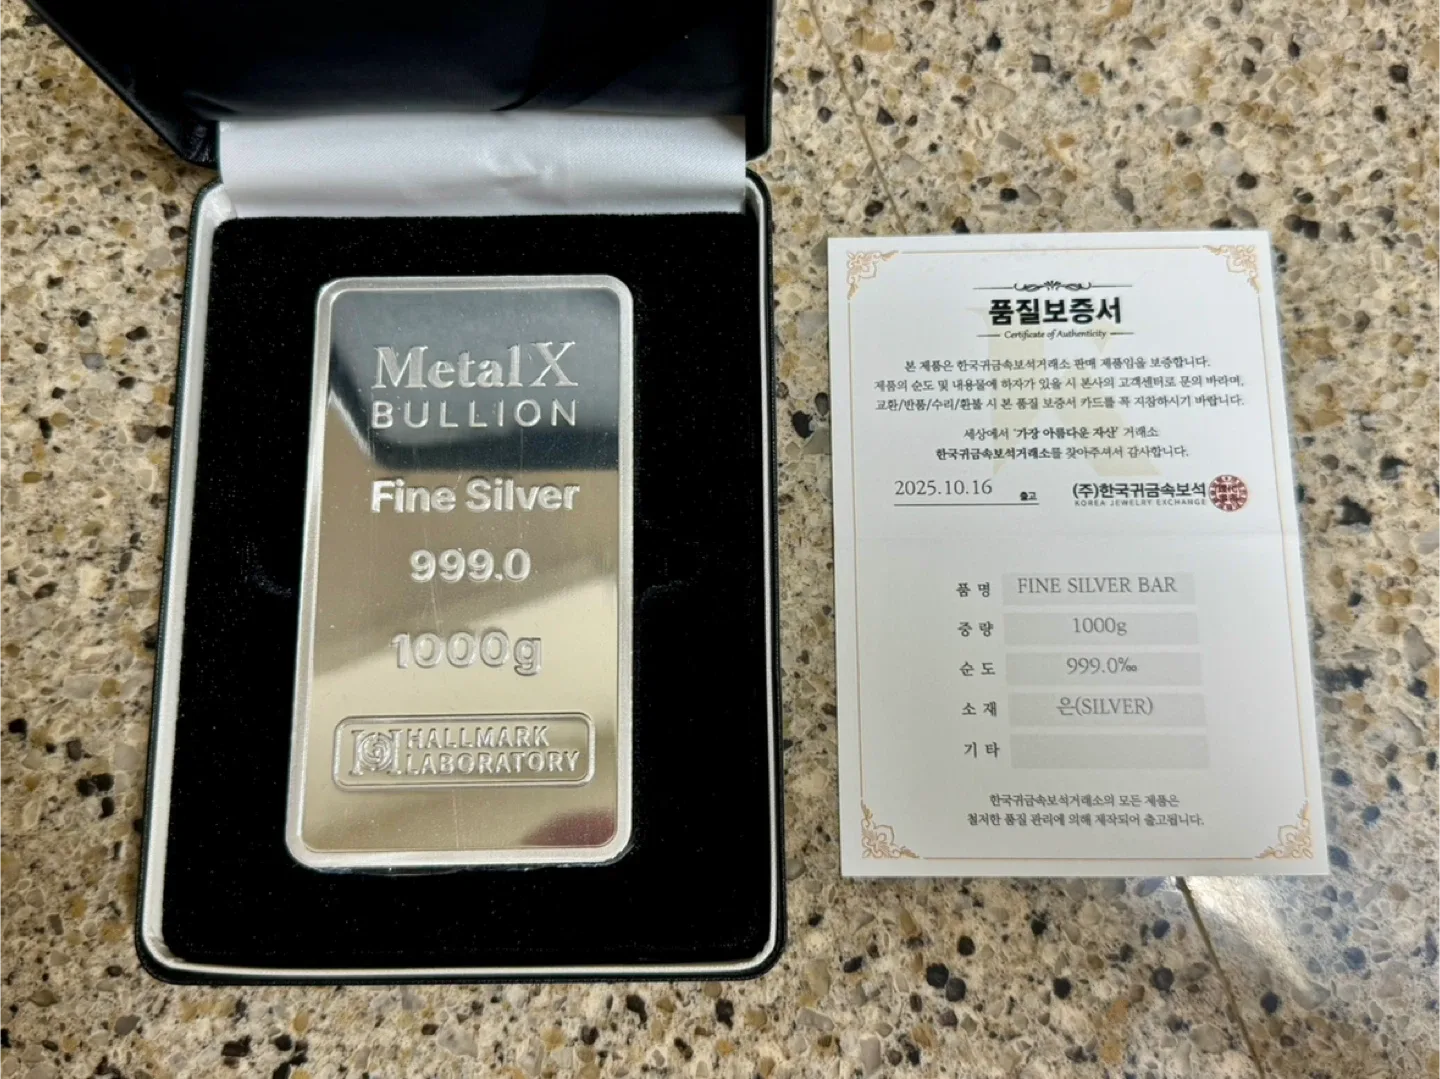 Metal X
BULLION
Fine Silver
999.0
1000g
HALLMARK
LABORATORY
품질보증서
Certificate of Authenticity
본 제품은 한국귀금속보석거래소 판매 제품임을 보증합니다.
제품의 순도 및 내용물에 하자가 있을 시 본사의 고객센터로 문의 바라며,
교환/반품/수리/환불 시 본 품질 보증서 카드를 꼭 지참하시기 바랍니다.
세상에서 '가장 아름다운 자산' 거래소
한국귀금속보석거래소를 찾아주셔서 감사합니다.
2025.10.16 출고
(주)한국귀금속보석
KOREA JEWELRY EXCHANGE
품 명 FINE SILVER BAR
중 량 1000g
순 도 999.0‰
소 재 은(SILVER)
기 타
한국귀금속보석거래소의 모든 제품은
철저한 품질 관리에 의해 제작되어 출고됩니다.